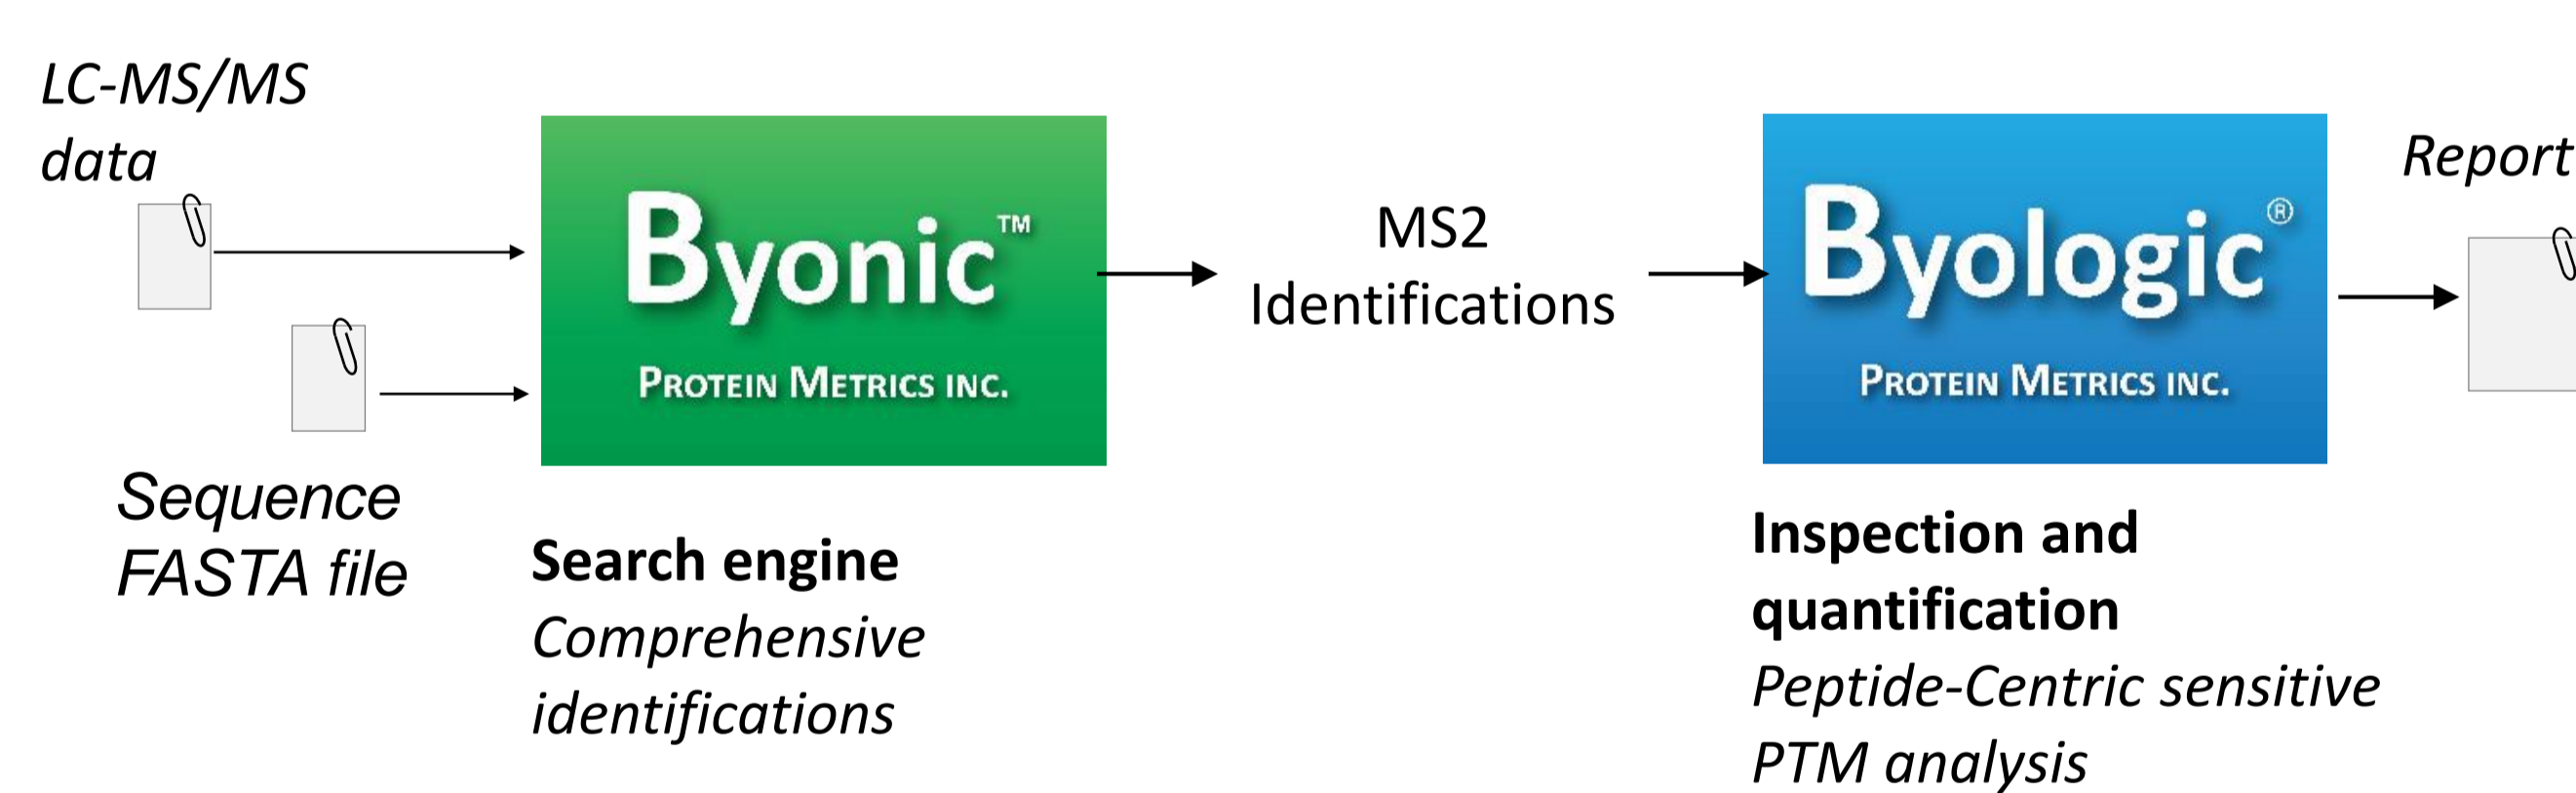 LC-MS/MS
data
Sequence
FASTA file
Byonic™
PROTEIN METRICS INC.
Search engine
Comprehensive
identifications
MS2
Identifications
Byologic®
PROTEIN METRICS INC.
Inspection and
quantification
Peptide-Centric sensitive
PTM analysis
Report